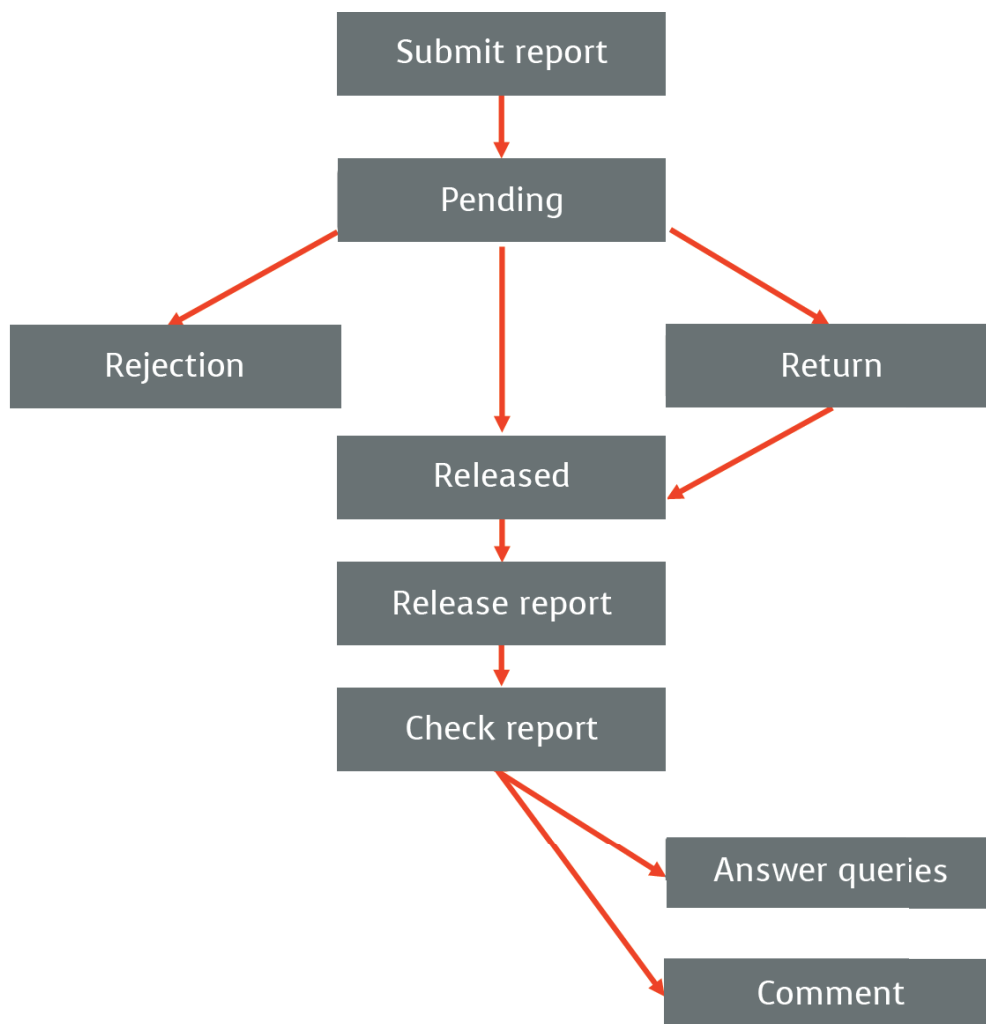 Submit report
Pending
Rejection
Return
Released
Release report
Check report
Answer queries
Comment